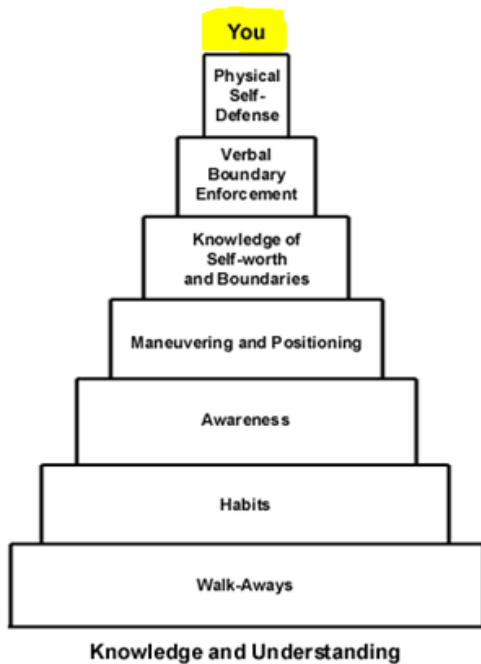 You
Physical
Self-
Defense
Verbal
Boundary
Enforcement
Knowledge of
Self-worth
and Boundaries
Maneuvering and Positioning
Awareness
Habits
Walk-Aways
Knowledge and Understanding